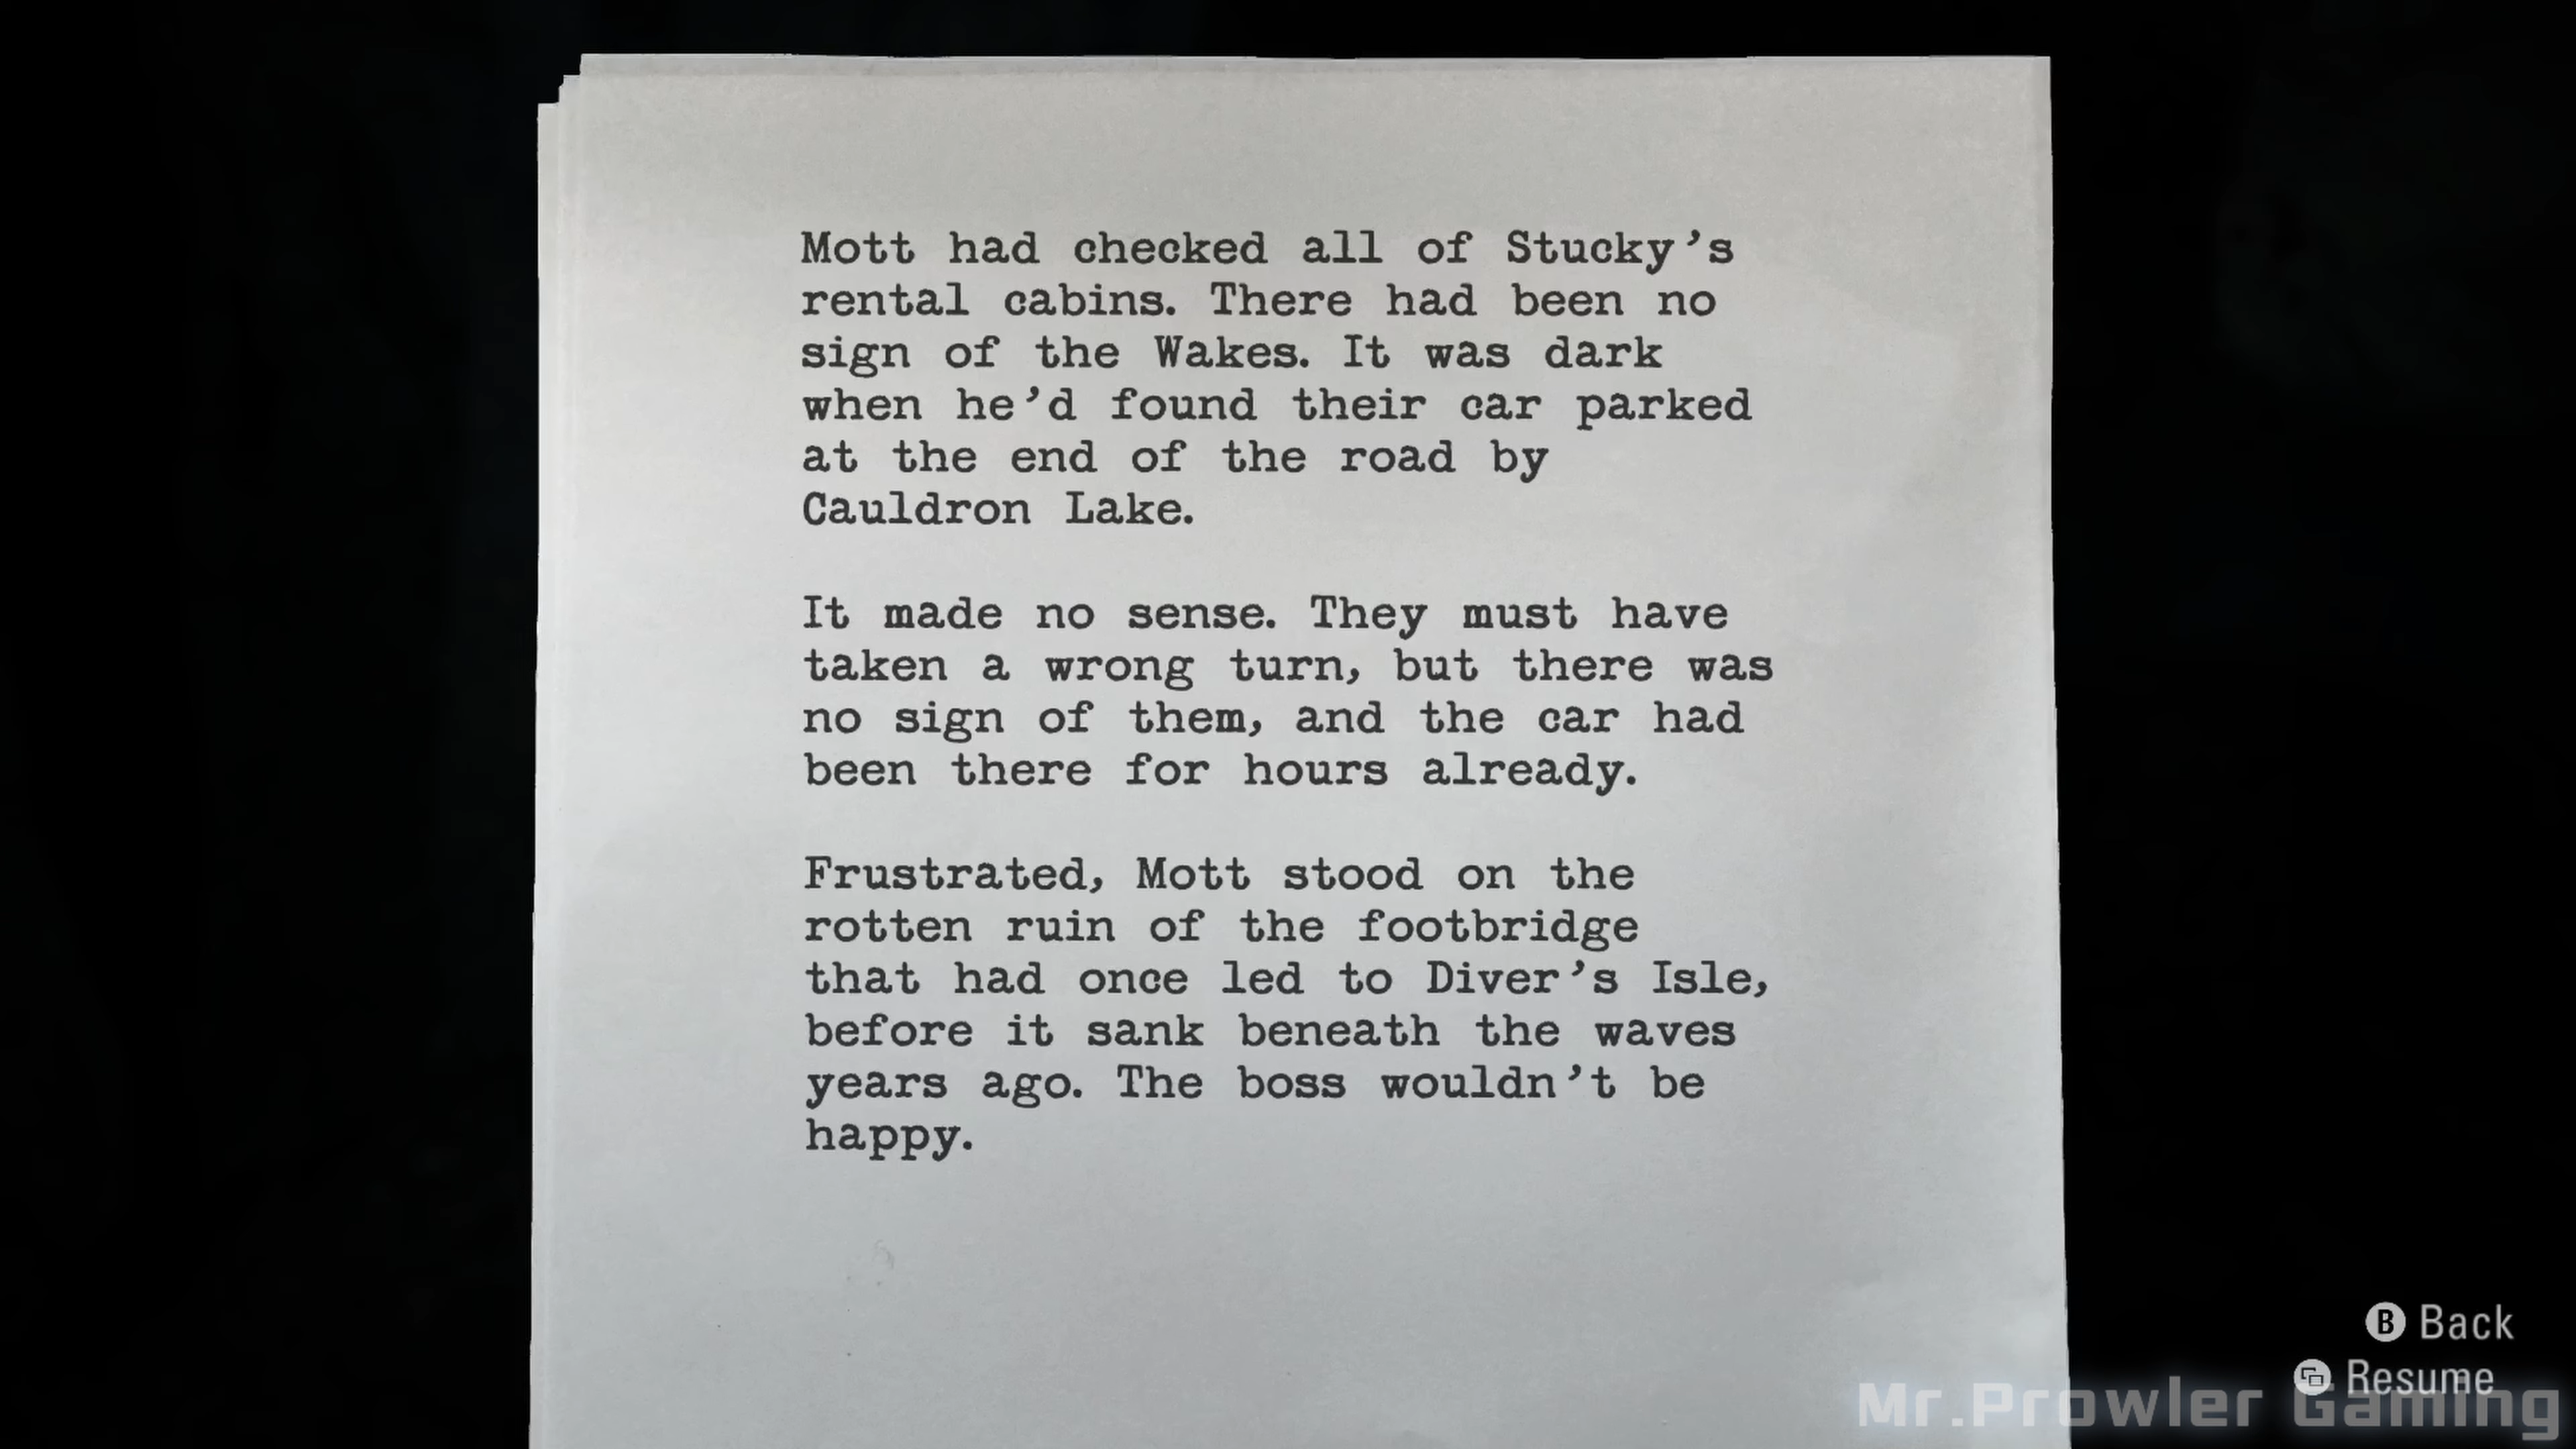 Mott had checked all of Stucky’s
rental cabins. There had been no
sign of the Wakes. It was dark
when he’d found their car parked
at the end of the road by
Cauldron Lake.
It made no sense. They must have
taken a wrong turn, but there was
no sign of them, and the car had
been there for hours already.
Frustrated, Mott stood on the
rotten ruin of the footbridge
that had once led to Diver’s Isle,
before it sank beneath the waves
years ago. The boss wouldn’t be
happy.
B Back
Resume
Mr.Prowler Gaming